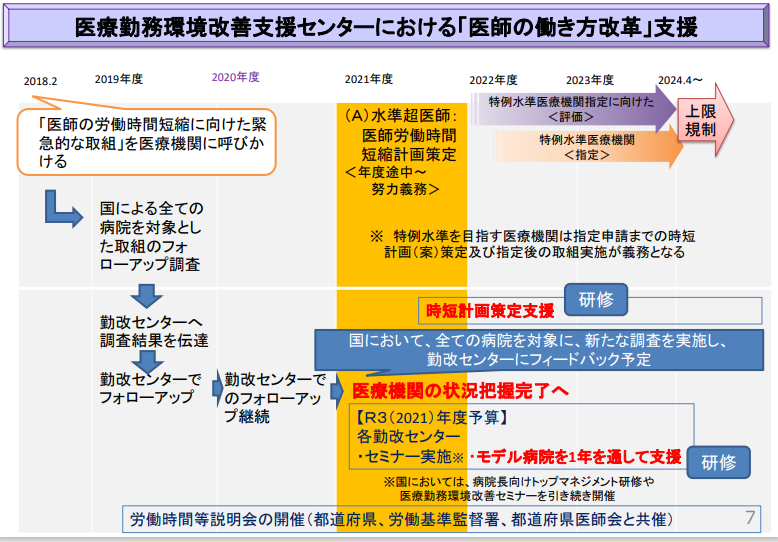 医療勤務環境改善支援センターにおける「医師の働き方改革」支援
2018.2
2019年度
2020年度
2021年度
2022年度
2023年度
2024.4～
「医師の労働時間短縮に向けた緊
急的な取組」を医療機関に呼びか
ける
（A）水準超医師：
医師労働時間
短縮計画策定
＜年度途中～
努力義務＞
特例水準医療機関指定に向けた
＜評価＞
特例水準医療機関
＜指定＞
上限
規制
国による全ての
病院を対象とし
た取組のフォ
ローアップ調査
※　特例水準を目指す医療機関は指定申請までの時短
計画（案）策定及び指定後の取組実施が義務となる
研修
時短計画策定支援
勤改センターへ
調査結果を伝達
国において、全ての病院を対象に、新たな調査を実施し、
勤改センターにフィードバック予定
勤改センターで
フォローアップ
勤改センターで
のフォローアッ
プ継続
医療機関の状況把握完了へ
【R3（2021）年度予算】
各勤改センター
・セミナー実施※ ・モデル病院を1年を通して支援
研修
※国においては、病院長向けトップマネジメント研修や
医療勤務環境改善セミナーを引き続き開催
労働時間等説明会の開催（都道府県、労働基準監督署、都道府県医師会と共催）
7